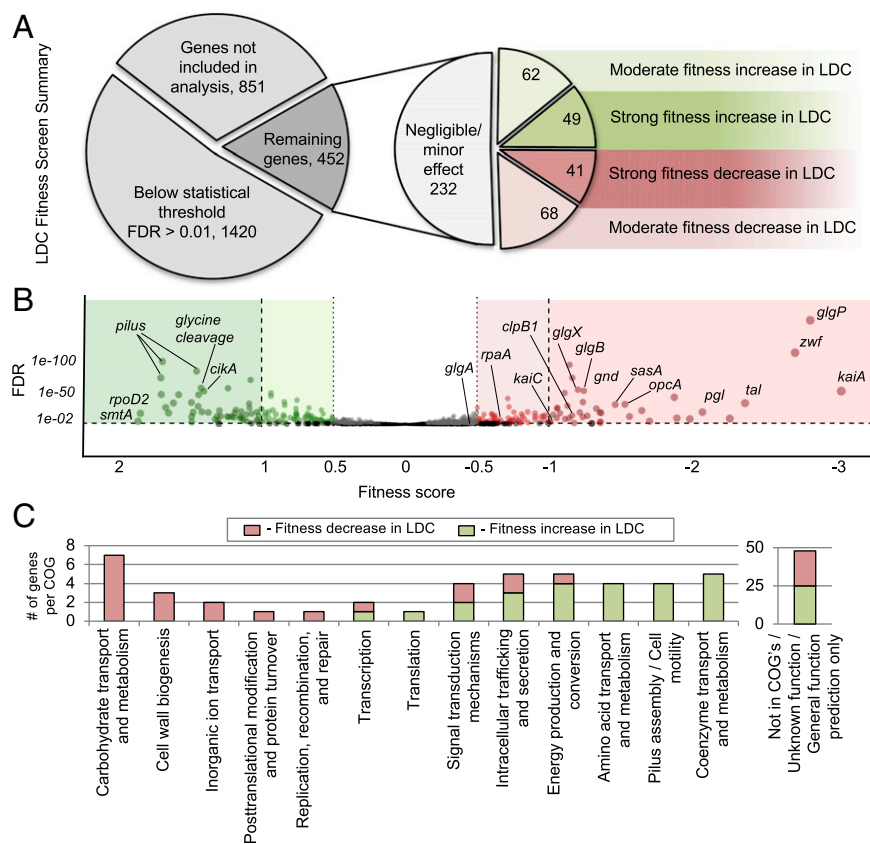 A
LDC Fitness Screen Summary
Genes not
included in
analysis, 851
Remaining
genes, 452
Below statistical
threshold
FDR > 0.01, 1420
Negligible/
minor
effect
232
62
49
41
68
Moderate fitness increase in LDC
Strong fitness increase in LDC
Strong fitness decrease in LDC
Moderate fitness decrease in LDC
B
FDR
1e-100
1e-50
1e-02
pilus
glycine
cleavage
cikA
rpoD2
smtA
glgA
rpaA
kaiC
clpB1
glgX
glgB
gnd
sasA
opcA
pgl
tal
zwf
glgP
kaiA
2
1
0.5
0
-0.5
-1
-2
-3
Fitness score
C
- Fitness decrease in LDC
- Fitness increase in LDC
# of genes
per COG
8
6
4
2
0
50
25
0
Carbohydrate transport
and metabolism
Cell wall biogenesis
Inorganic ion transport
Posttranslational modification
and protein turnover
Replication, recombination,
and repair
Transcription
Translation
Signal transduction
mechanisms
Intracellular trafficking
and secretion
Energy production and
conversion
Amino acid transport
and metabolism
Pilus assembly / Cell
motility
Coenzyme transport
and metabolism
Not in COG's /
Unknown function /
General function
prediction only